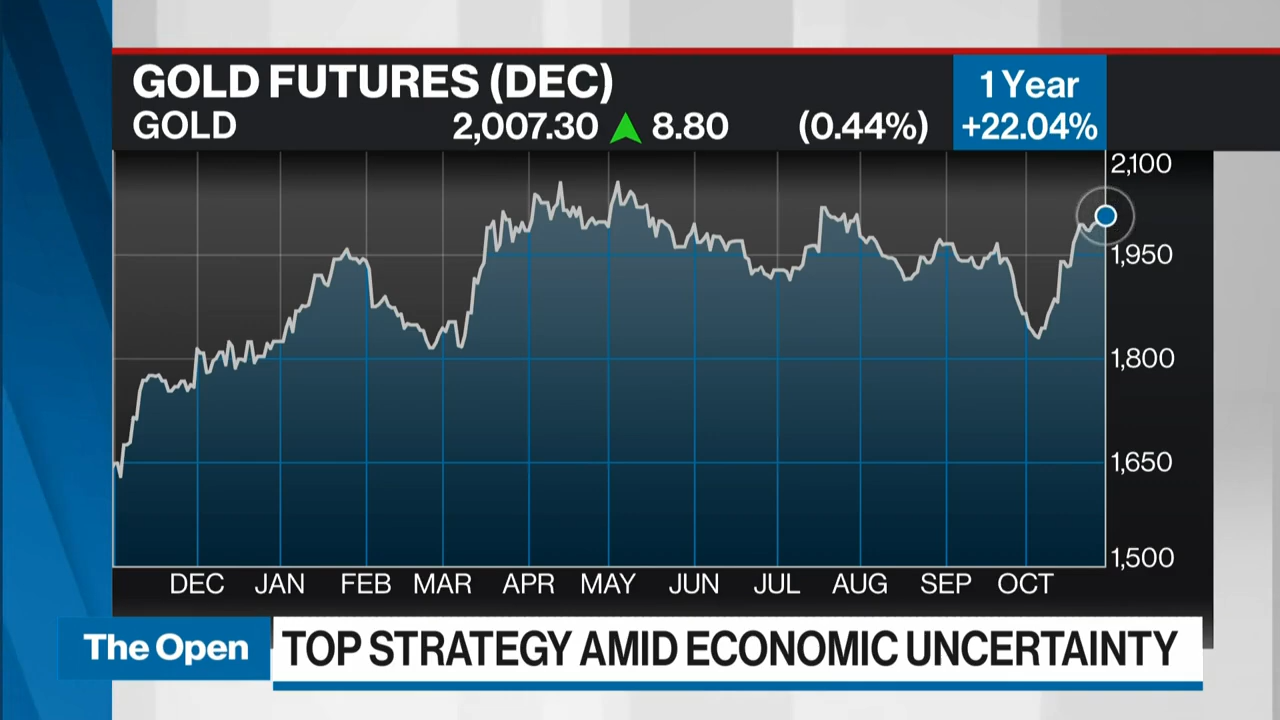 GOLD FUTURES (DEC)
GOLD 2,007.30 ▲ 8.80 (0.44%)
1 Year
+22.04%
2,100
1,950
1,800
1,650
1,500
DEC JAN FEB MAR APR MAY JUN JUL AUG SEP OCT
The Open
TOP STRATEGY AMID ECONOMIC UNCERTAINTY